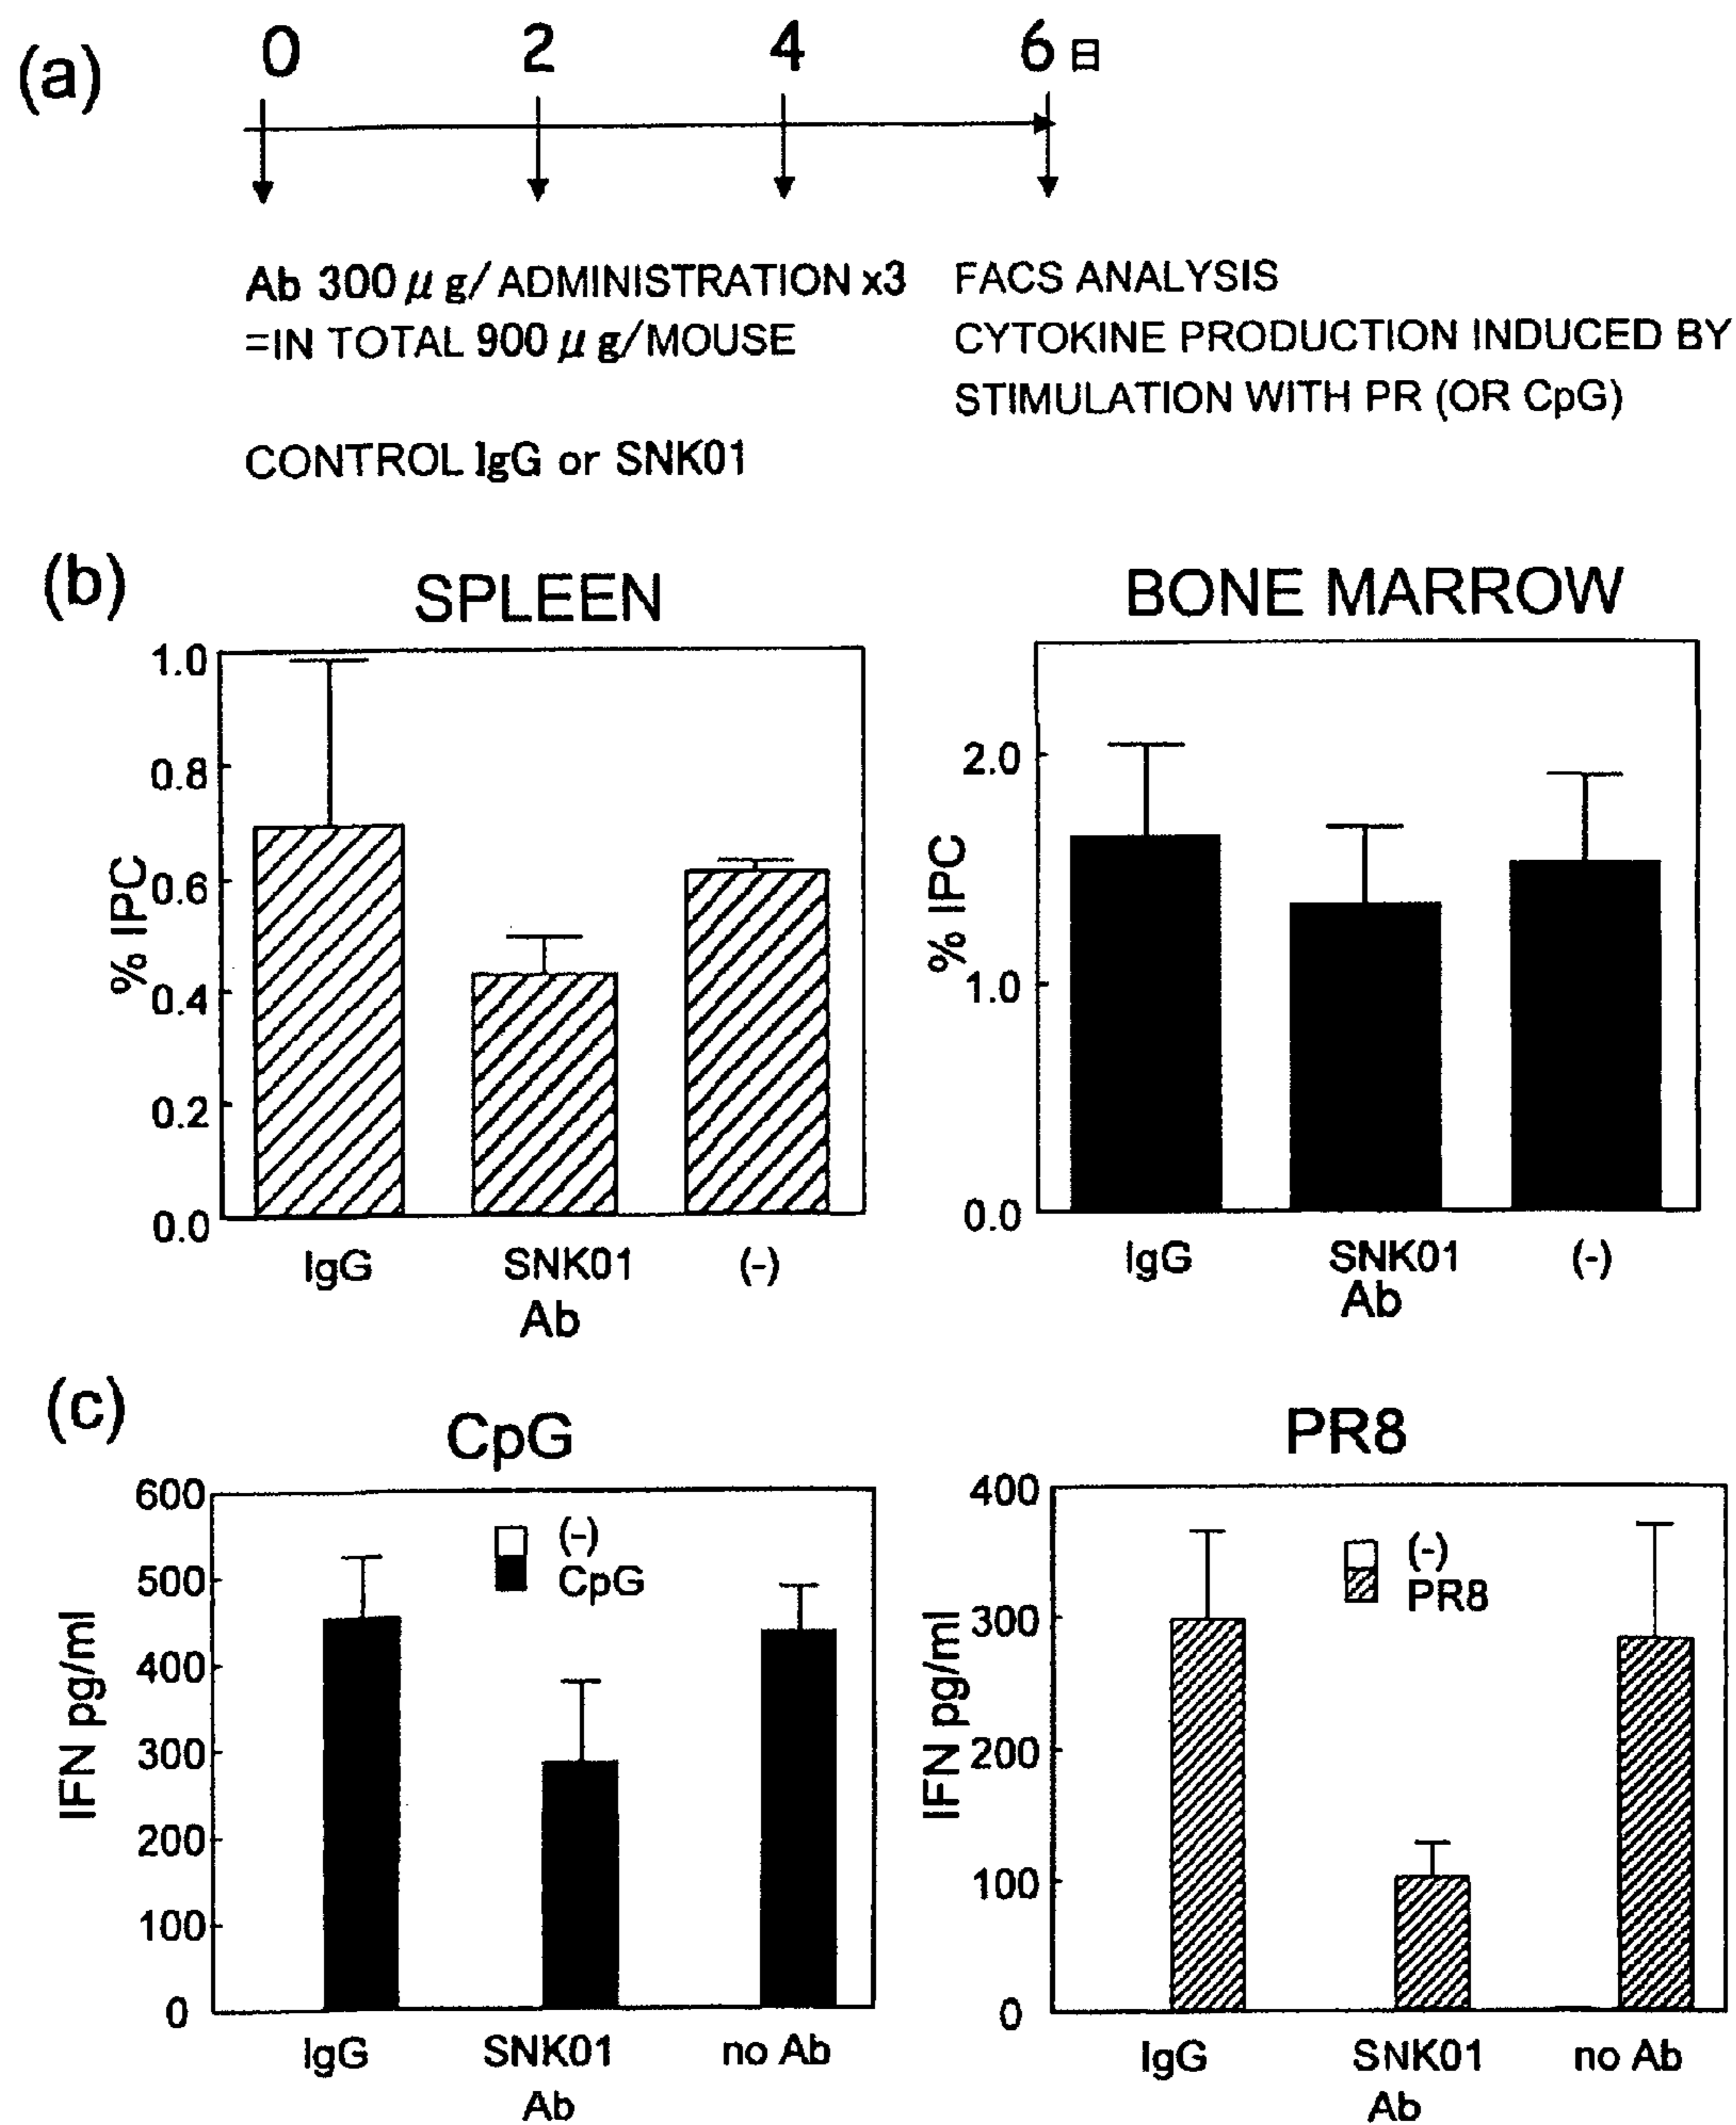 (a)
0 2 4 6 日
Ab 300 μg/ADMINISTRATION x3
=IN TOTAL 900 μg/MOUSE
CONTROL IgG or SNK01
FACS ANALYSIS
CYTOKINE PRODUCTION INDUCED BY
STIMULATION WITH PR (OR CpG)
(b)
SPLEEN
1.0
0.8
0.6
0.4
0.2
0.0
% IPC
IgG SNK01 (-)
Ab
BONE MARROW
2.0
1.0
0.0
% IPC
IgG SNK01 (-)
Ab
(c)
CpG
600
500
400
300
200
100
0
IFN pg/ml
(-)
CpG
IgG SNK01 no Ab
Ab
PR8
400
300
200
100
0
IFN pg/ml
(-)
PR8
IgG SNK01 no Ab
Ab